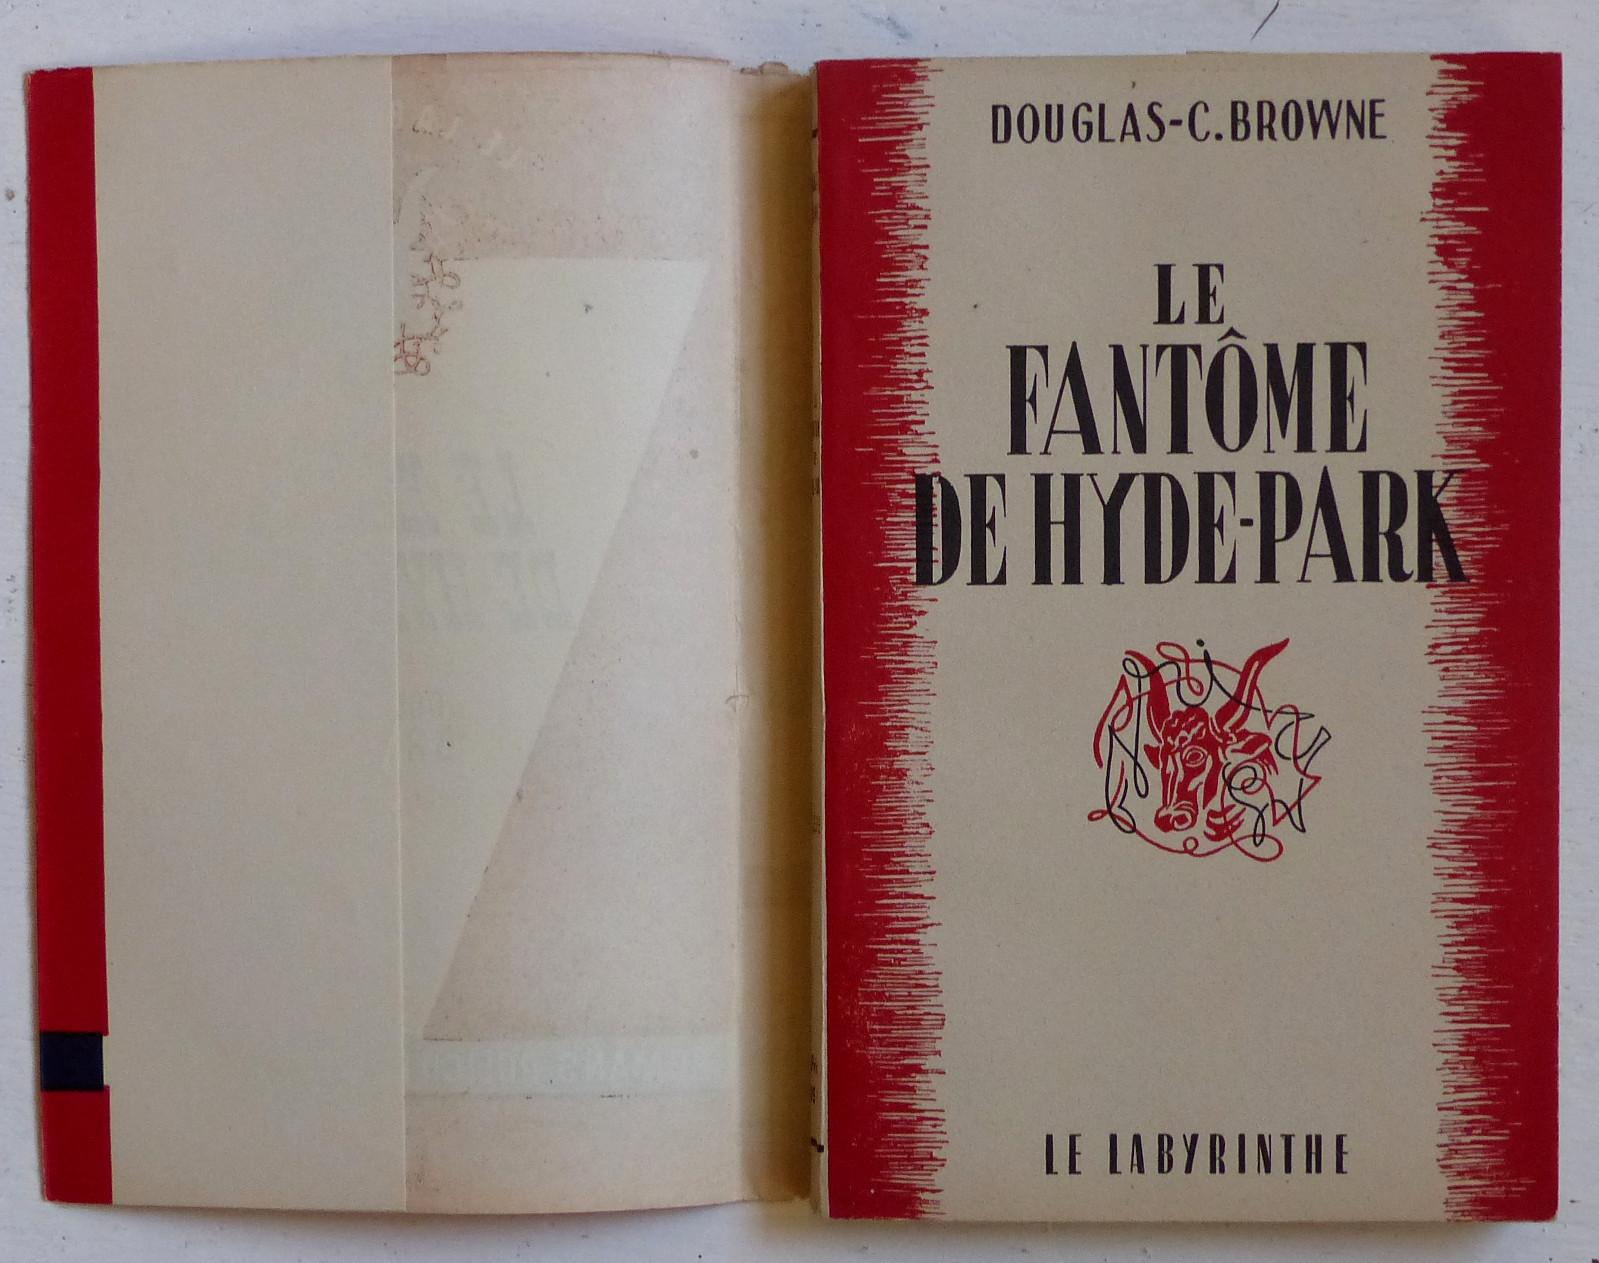 DOUGLAS-C.BROWNE
LE
FANTÔME
DE HYDE-PARK
LE LABYRINTHE